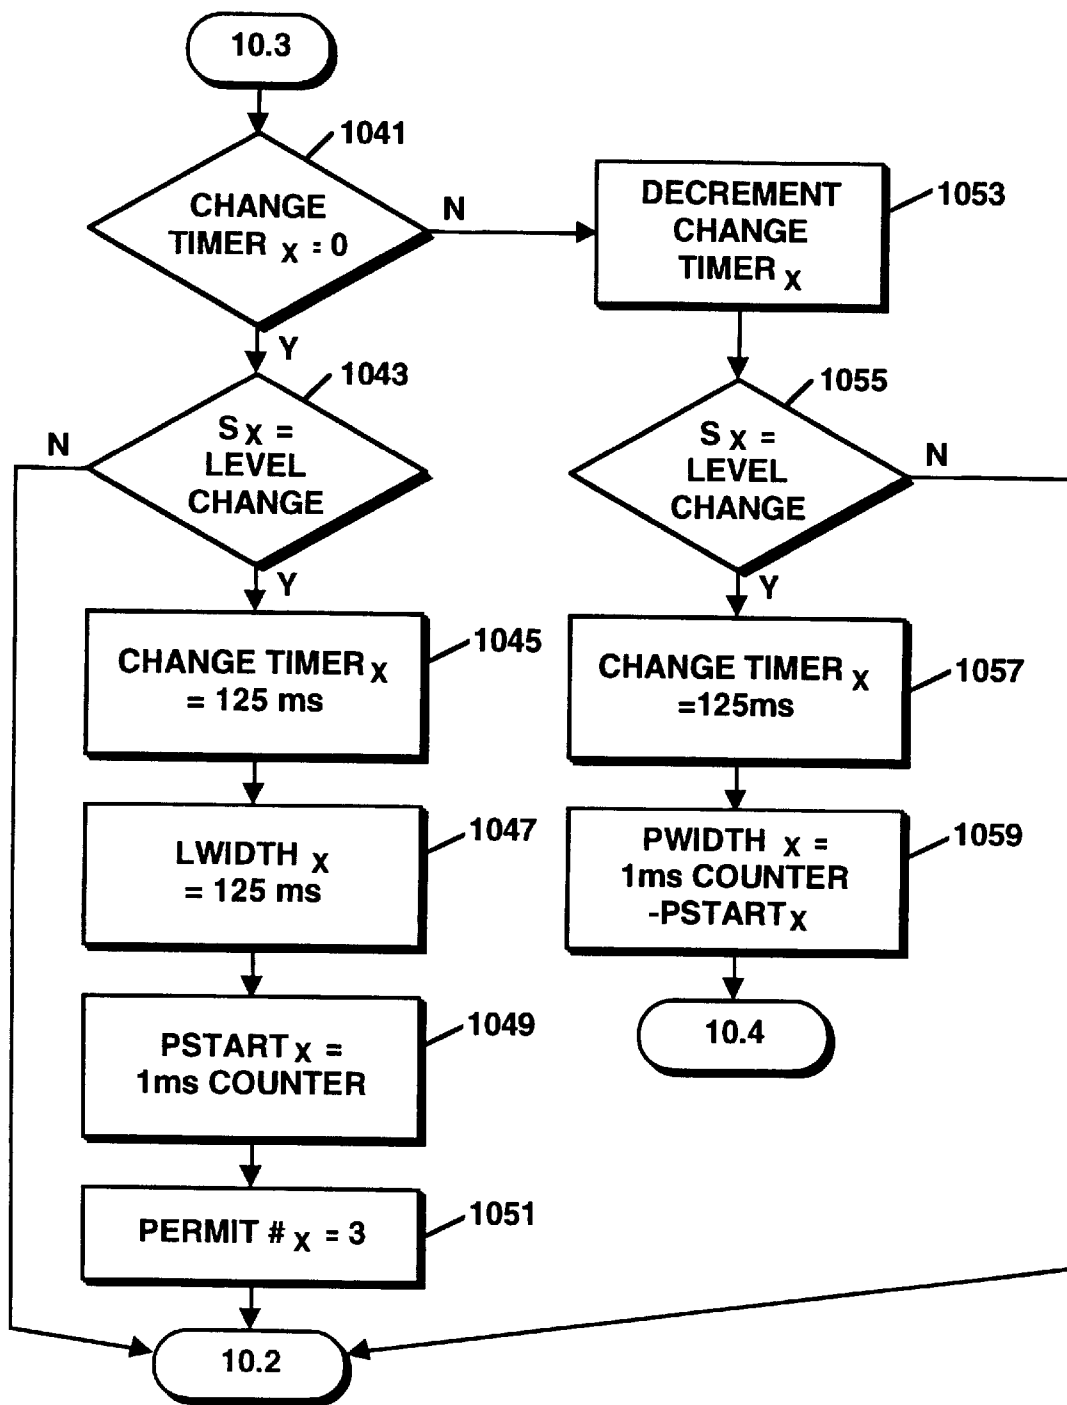 10.3
1041
CHANGE
TIMER X = 0
N
Y
1043
S X =
LEVEL
CHANGE
N
Y
CHANGE TIMER X
= 125 ms
1045
LWIDTH X
= 125 ms
1047
PSTART X =
1ms COUNTER
1049
PERMIT # X = 3
1051
10.2
DECREMENT
CHANGE
TIMER X
1053
1055
S X =
LEVEL
CHANGE
N
Y
CHANGE TIMER X
=125ms
1057
PWIDTH X =
1ms COUNTER
-PSTART X
1059
10.4